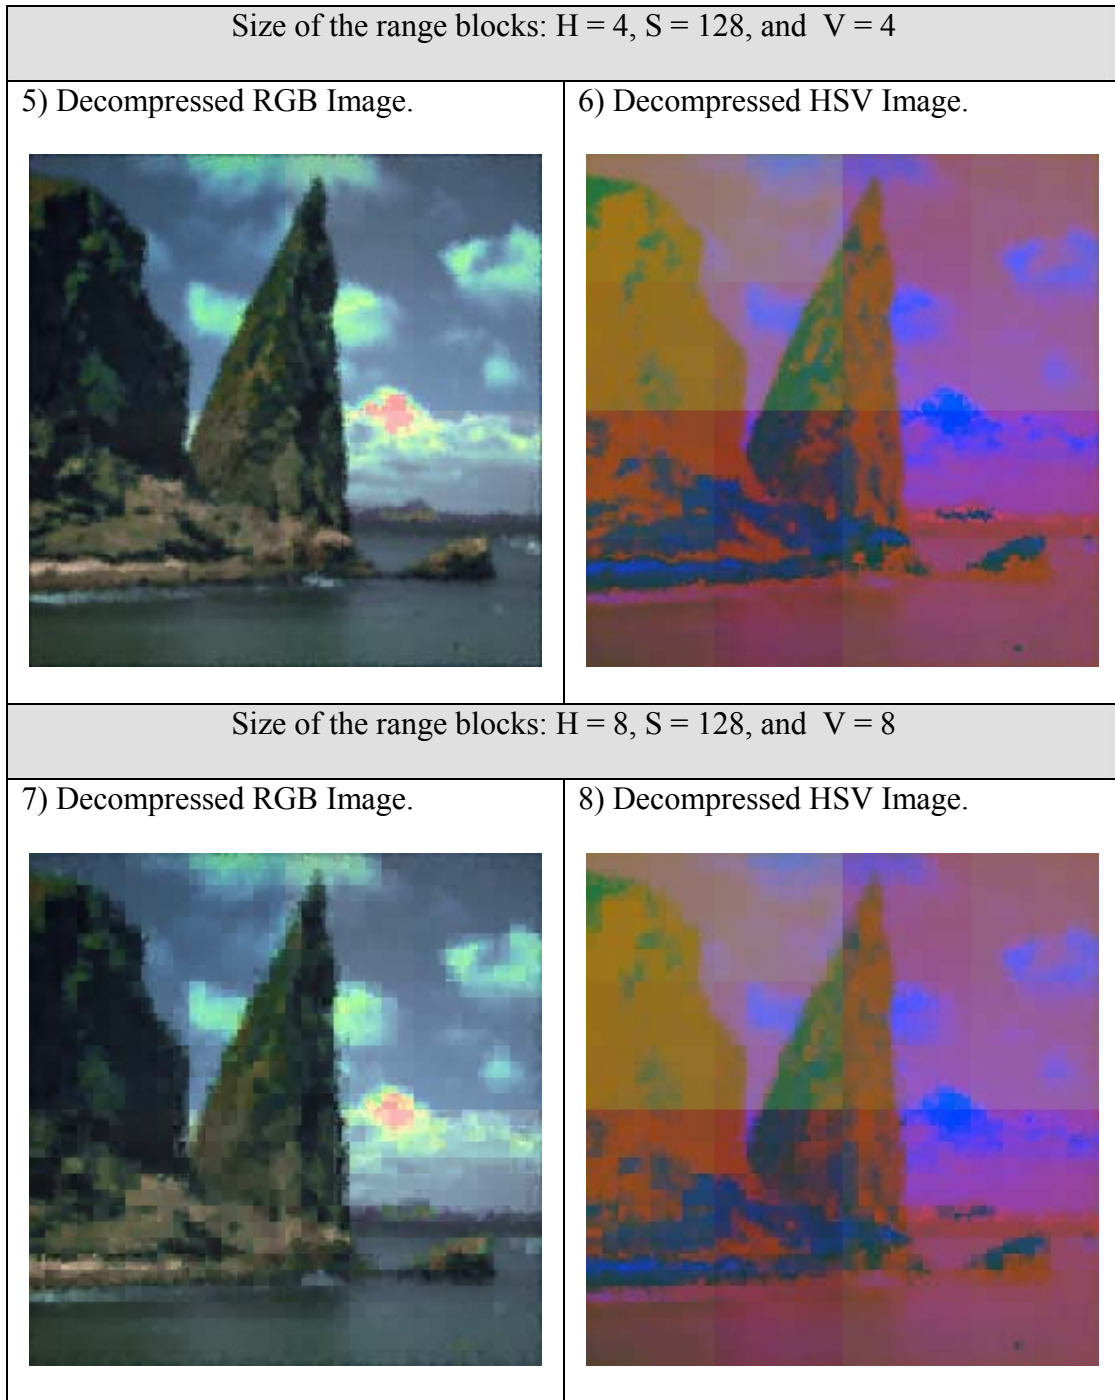 Size of the range blocks: H = 4, S = 128, and V = 4
5) Decompressed RGB Image.
6) Decompressed HSV Image.
Size of the range blocks: H = 8, S = 128, and V = 8
7) Decompressed RGB Image.
8) Decompressed HSV Image.